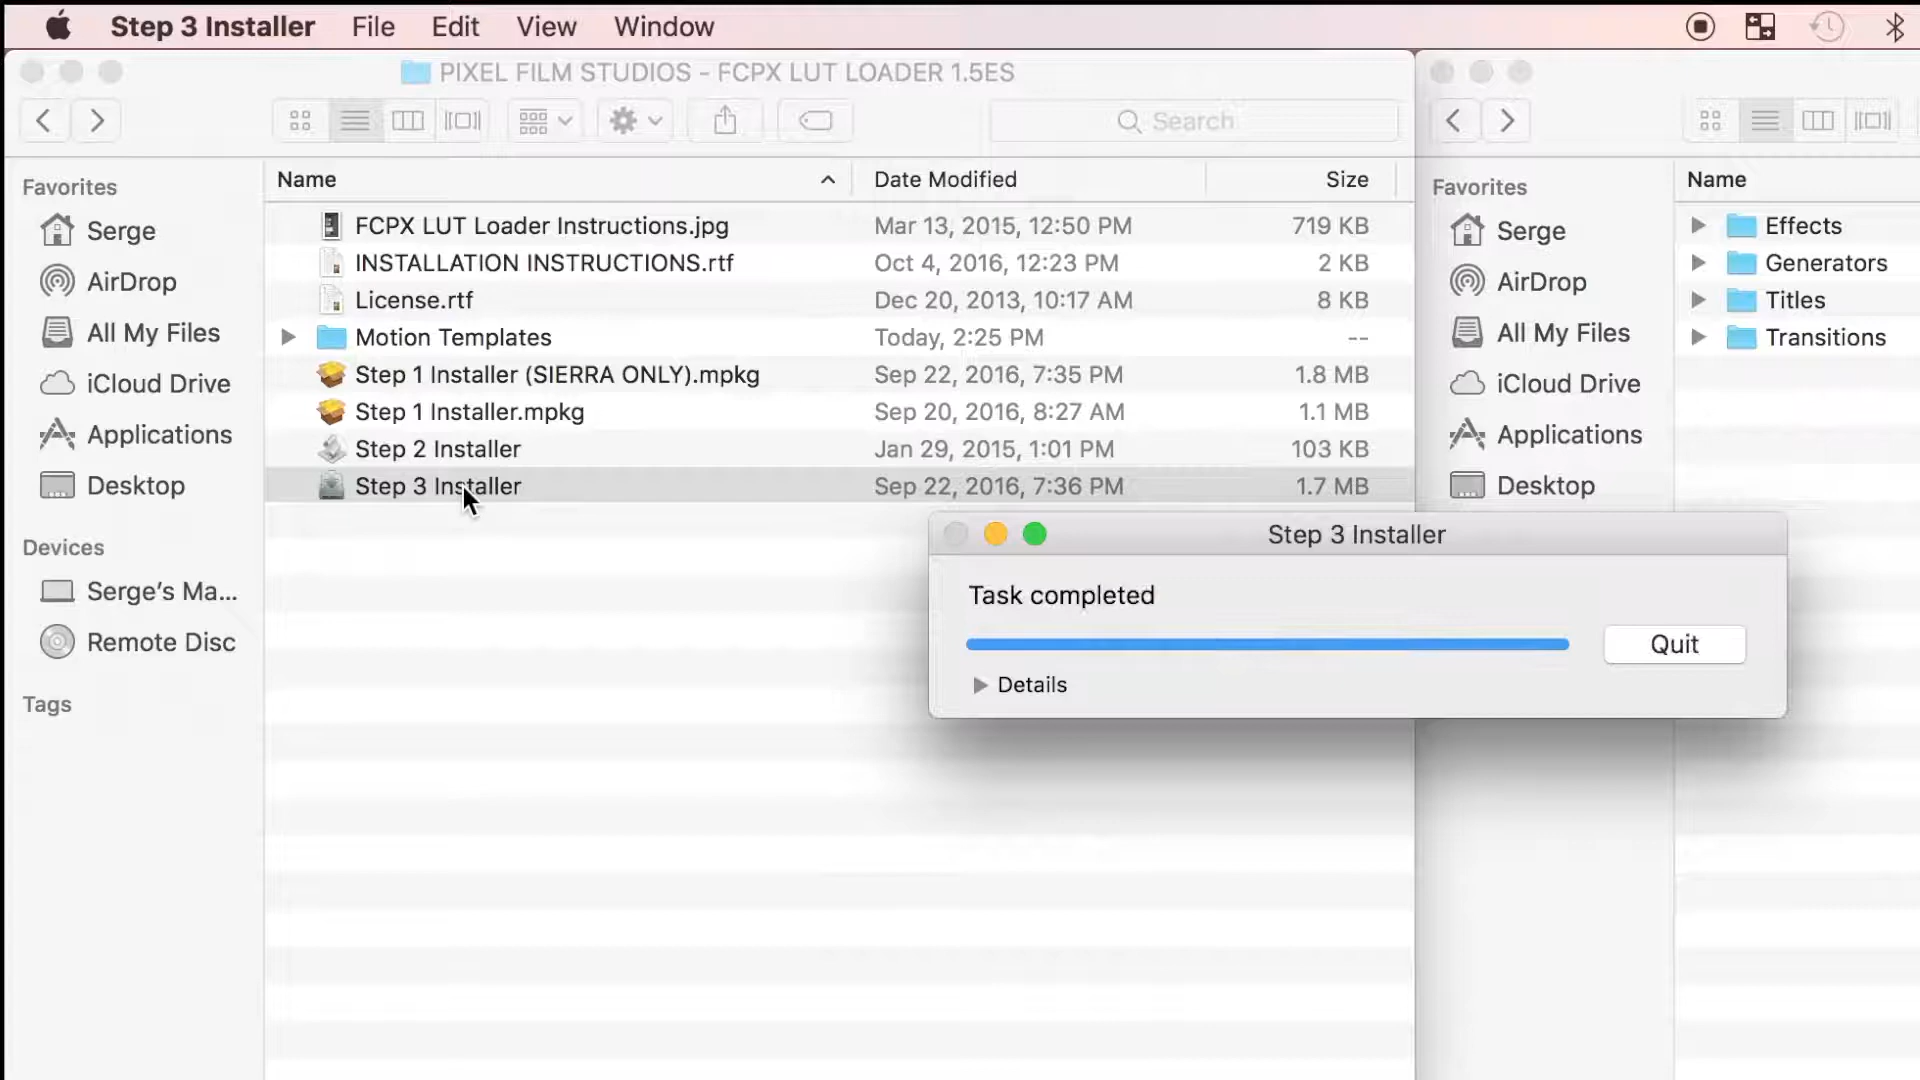 Step 3 Installer File Edit View Window
PIXEL FILM STUDIOS - FCPX LUT LOADER 1.5ES
Search
Favorites
Serge
AirDrop
All My Files
iCloud Drive
Applications
Desktop
Devices
Serge's Ma...
Remote Disc
Tags
Name Date Modified Size
FCPX LUT Loader Instructions.jpg Mar 13, 2015, 12:50 PM 719 KB
INSTALLATION INSTRUCTIONS.rtf Oct 4, 2016, 12:23 PM 2 KB
License.rtf Dec 20, 2013, 10:17 AM 8 KB
Motion Templates Today, 2:25 PM --
Step 1 Installer (SIERRA ONLY).mpkg Sep 22, 2016, 7:35 PM 1.8 MB
Step 1 Installer.mpkg Sep 20, 2016, 8:27 AM 1.1 MB
Step 2 Installer Jan 29, 2015, 1:01 PM 103 KB
Step 3 Installer Sep 22, 2016, 7:36 PM 1.7 MB
Favorites
Serge
AirDrop
All My Files
iCloud Drive
Applications
Desktop
Name
Effects
Generators
Titles
Transitions
Step 3 Installer
Task completed
Quit
Details